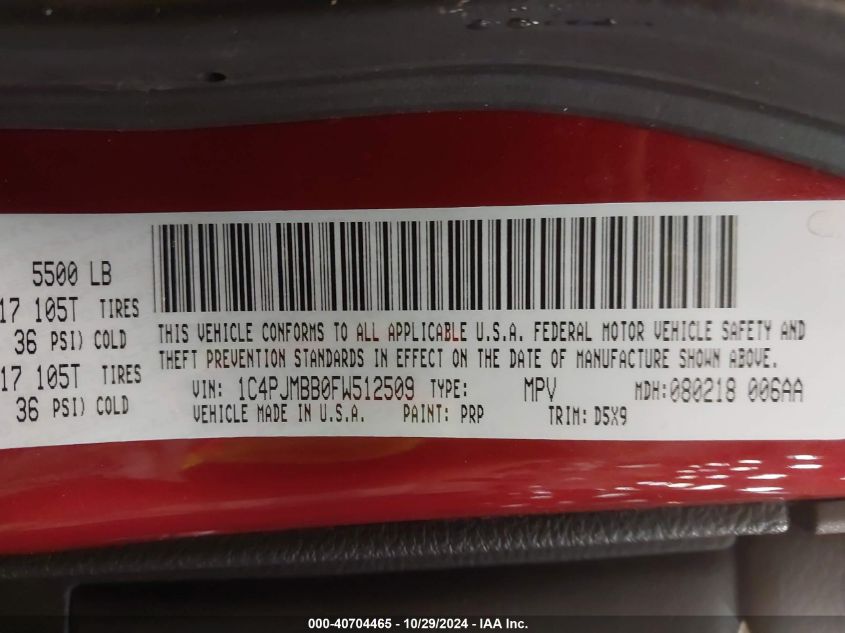 5500 LB
17 105T TIRES
36 PSI) COLD
17 105T TIRES
36 PSI) COLD
THIS VEHICLE CONFORMS TO ALL APPLICABLE U.S.A. FEDERAL MOTOR VEHICLE SAFETY AND
THEFT PREVENTION STANDARDS IN EFFECT ON THE DATE OF MANUFACTURE SHOWN ABOVE.
VIN: 1C4PJMBB0FW512509 TYPE: MPV MDH:080218 006AA
VEHICLE MADE IN U.S.A. PAINT: PRP TRIM: D5X9
000-40704465 - 10/29/2024 - IAA Inc.